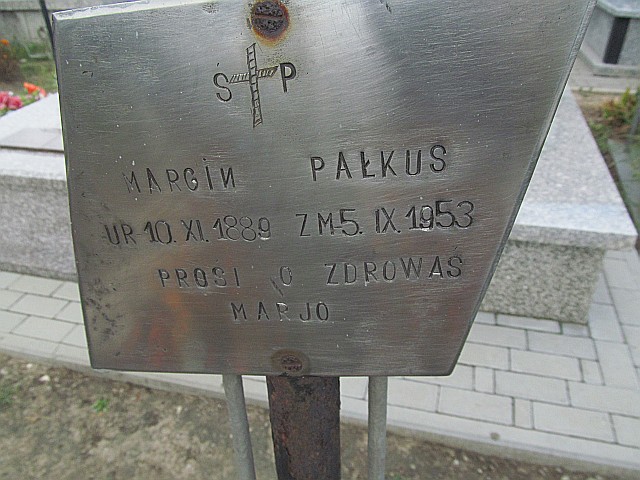 Ś P
MARCIN PAŁKUS
UR 10. XI. 1889 ZM-5. IX. 1953
PROSI O ZDROWAŚ
MARJO